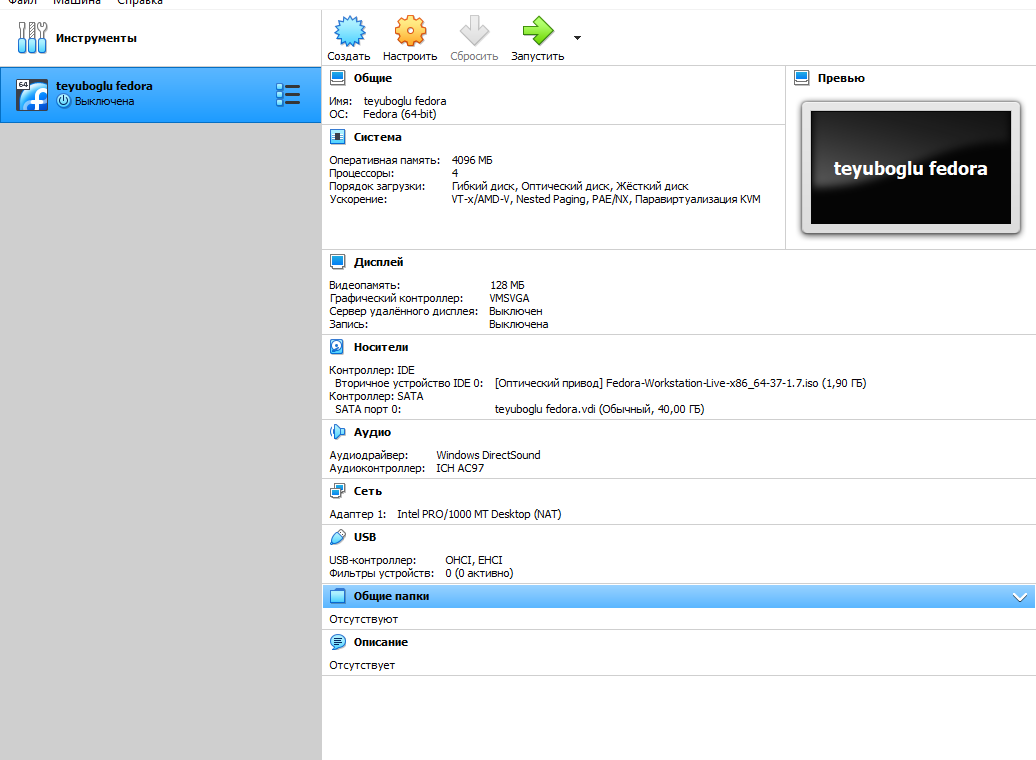 Файл Машина Справка
Инструменты
64
teyuboglu fedora
Выключена
Создать Настроить Сбросить Запустить
Общие
Имя: teyuboglu fedora
ОС: Fedora (64-bit)
Система
Оперативная память: 4096 МБ
Процессоры: 4
Порядок загрузки: Гибкий диск, Оптический диск, Жёсткий диск
Ускорение: VT-x/AMD-V, Nested Paging, PAE/NX, Паравиртуализация KVM
Превью
teyuboglu fedora
Дисплей
Видеопамять: 128 МБ
Графический контроллер: VMSVGA
Сервер удалённого дисплея: Выключен
Запись: Выключена
Носители
Контроллер: IDE
Вторичное устройство IDE 0: [Оптический привод] Fedora-Workstation-Live-x86_64-37-1.7.iso (1,90 ГБ)
Контроллер: SATA
SATA порт 0: teyuboglu fedora.vdi (Обычный, 40,00 ГБ)
Аудио
Аудиодрайвер: Windows DirectSound
Аудиоконтроллер: ICH AC97
Сеть
Адаптер 1: Intel PRO/1000 MT Desktop (NAT)
USB
USB-контроллер: OHCI, EHCI
Фильтры устройств: 0 (0 активно)
Общие папки
Отсутствуют
Описание
Отсутствует